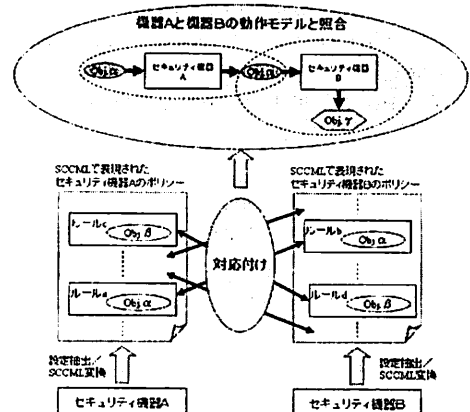 機器Aと機器Bの動作モデルと照合
Obj.α
セキュリティ機器
A
Obj.α
セキュリティ機器
B
Obj.γ
SCCMLで表現された
セキュリティ機器Aのポリシー
SCCMLで表現された
セキュリティ機器Bのポリシー
ルールc
Obj.β
ルールa
Obj.α
対応付け
ルールb
Obj.α
ルールd
Obj.β
設定抽出/
SCCML変換
設定抽出/
SCCML変換
セキュリティ機器A
セキュリティ機器B